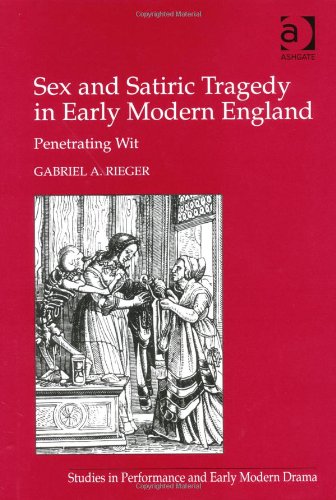 a
ASHGATE
Sex and Satiric Tragedy
in Early Modern England
Penetrating Wit
GABRIEL A. RIEGER
Studies in Performance and Early Modern Drama